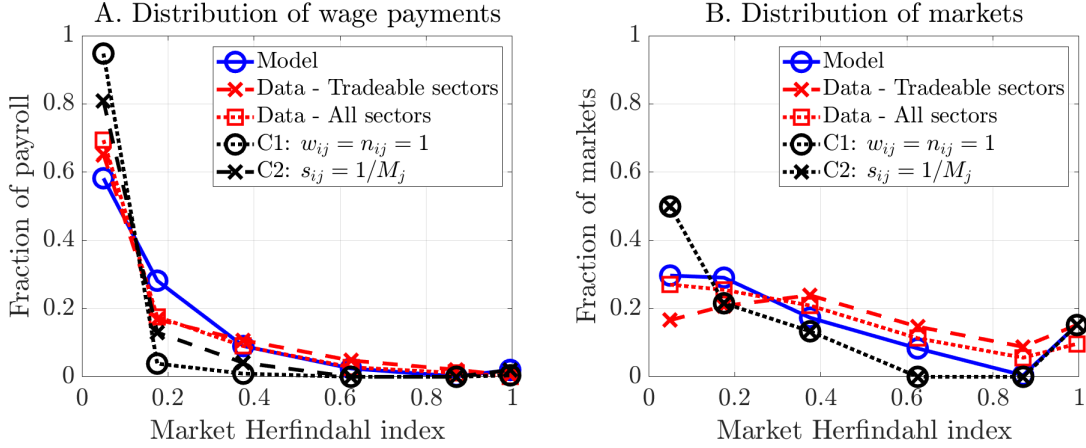 A. Distribution of wage payments
1
0.8
0.6
0.4
0.2
0
Fraction of payroll
Model
Data - Tradeable sectors
Data - All sectors
C1: w_{ij} = n_{ij} = 1
C2: s_{ij} = 1/M_j
0 0.2 0.4 0.6 0.8 1
Market Herfindahl index
B. Distribution of markets
1
0.8
0.6
0.4
0.2
0
Fraction of markets
Model
Data - Tradeable sectors
Data - All sectors
C1: w_{ij} = n_{ij} = 1
C2: s_{ij} = 1/M_j
0 0.2 0.4 0.6 0.8 1
Market Herfindahl index